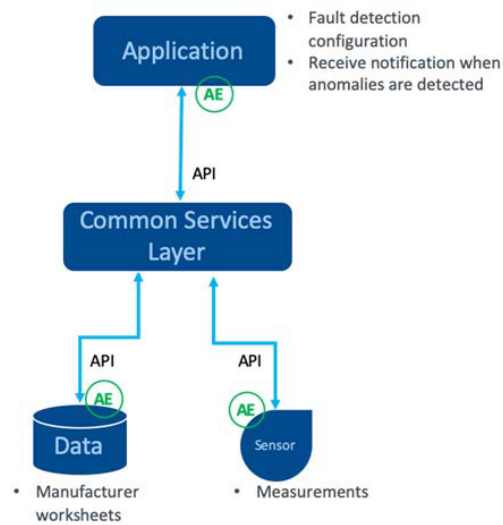 Application
• Fault detection
configuration
• Receive notification when
anomalies are detected
AE
API
Common Services
Layer
API
API
AE
AE
Data
Sensor
• Manufacturer
worksheets
• Measurements